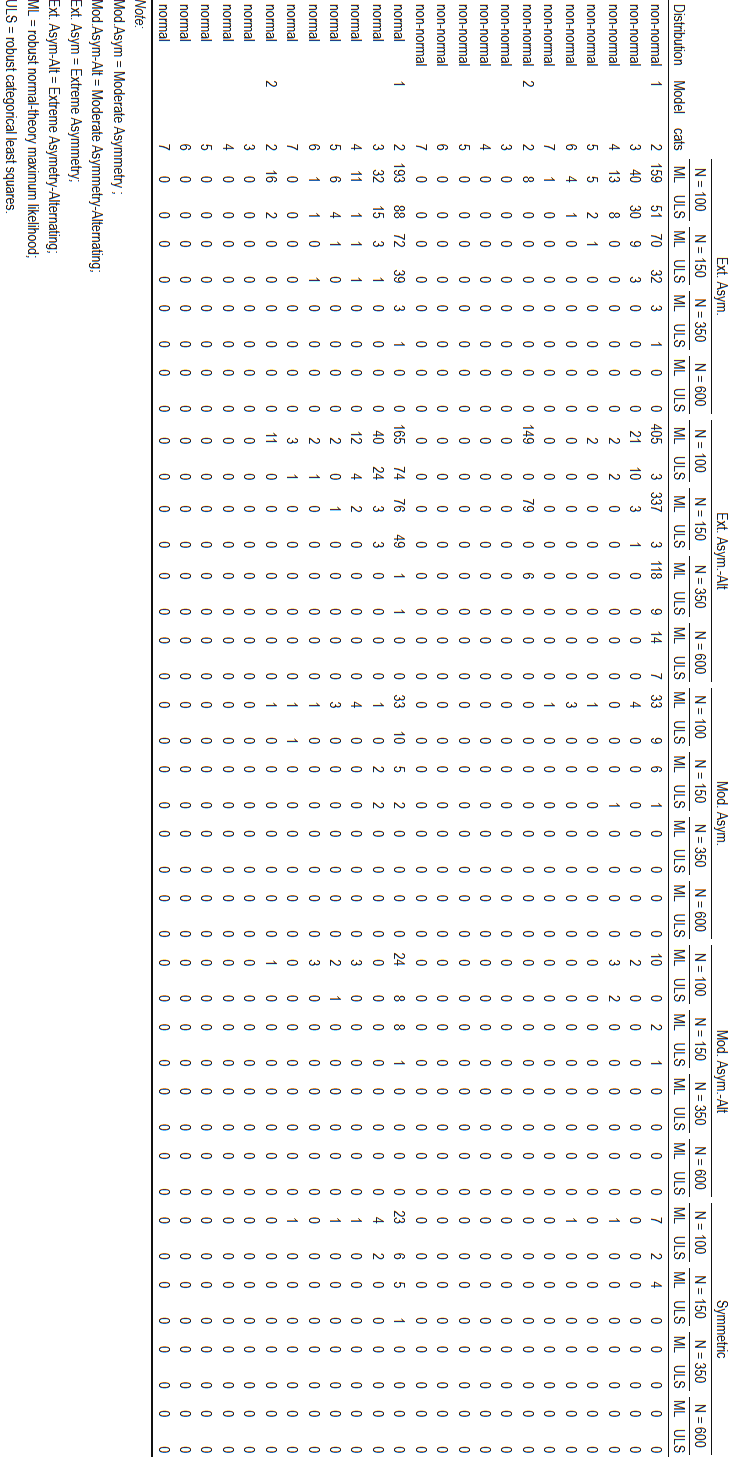 Ext. Asym. Ext. Asym.-Alt Mod. Asym. Mod. Asym.-Alt Symmetric
N = 100 N = 150 N = 350 N = 600 N = 100 N = 150 N = 350 N = 600 N = 100 N = 150 N = 350 N = 600 N = 100 N = 150 N = 350 N = 600 N = 100 N = 150 N = 350 N = 600
Distribution Model cats ML ULS ML ULS ML ULS ML ULS ML ULS ML ULS ML ULS ML ULS ML ULS ML ULS ML ULS ML ULS ML ULS ML ULS ML ULS ML ULS ML ULS ML ULS ML ULS ML ULS
non-normal 1 2 159 51 70 32 3 1 0 0 405 3 337 3 118 9 14 7 33 9 6 1 0 0 0 0 10 0 2 1 0 0 0 0 7 2 4 0 0 0 0 0
non-normal 3 40 30 9 3 0 0 0 0 21 10 3 1 0 0 0 0 4 0 0 0 0 0 0 0 2 0 0 0 0 0 0 0 0 0 0 0 0 0 0 0
non-normal 4 13 8 0 0 0 0 0 0 2 2 0 0 0 0 0 0 0 0 0 1 0 0 0 0 3 2 0 0 0 0 0 0 1 0 0 0 0 0 0 0
non-normal 5 5 2 1 0 0 0 0 0 2 0 0 0 0 0 0 0 1 0 0 0 0 0 0 0 0 0 0 0 0 0 0 0 0 0 0 0 0 0 0 0
non-normal 6 4 1 0 0 0 0 0 0 0 0 0 0 0 0 0 0 3 0 0 0 0 0 0 0 0 0 0 0 0 0 0 0 1 0 0 0 0 0 0 0
non-normal 7 1 0 0 0 0 0 0 0 0 0 0 0 0 0 0 0 1 0 0 0 0 0 0 0 0 0 0 0 0 0 0 0 0 0 0 0 0 0 0 0
non-normal 2 2 8 0 0 0 0 0 0 0 149 0 79 0 6 0 0 0 0 0 0 0 0 0 0 0 0 0 0 0 0 0 0 0 0 0 0 0 0 0 0 0
non-normal 3 0 0 0 0 0 0 0 0 0 0 0 0 0 0 0 0 0 0 0 0 0 0 0 0 0 0 0 0 0 0 0 0 0 0 0 0 0 0 0 0
non-normal 4 0 0 0 0 0 0 0 0 0 0 0 0 0 0 0 0 0 0 0 0 0 0 0 0 0 0 0 0 0 0 0 0 0 0 0 0 0 0 0 0
non-normal 5 0 0 0 0 0 0 0 0 0 0 0 0 0 0 0 0 0 0 0 0 0 0 0 0 0 0 0 0 0 0 0 0 0 0 0 0 0 0 0 0
non-normal 6 0 0 0 0 0 0 0 0 0 0 0 0 0 0 0 0 0 0 0 0 0 0 0 0 0 0 0 0 0 0 0 0 0 0 0 0 0 0 0 0
non-normal 7 0 0 0 0 0 0 0 0 0 0 0 0 0 0 0 0 0 0 0 0 0 0 0 0 0 0 0 0 0 0 0 0 0 0 0 0 0 0 0 0
normal 1 2 193 88 72 39 3 1 0 0 165 74 76 49 1 1 0 0 33 10 5 2 0 0 0 0 24 8 8 1 0 0 0 0 23 6 5 1 0 0 0 0
normal 3 32 15 3 1 0 0 0 0 40 24 3 3 0 0 0 0 1 0 2 2 0 0 0 0 0 0 0 0 0 0 0 0 4 2 0 0 0 0 0 0
normal 4 11 1 1 1 0 0 0 0 12 4 2 0 0 0 0 0 4 0 0 0 0 0 0 0 3 0 0 0 0 0 0 0 1 0 0 0 0 0 0 0
normal 5 6 4 1 0 0 0 0 0 2 0 1 0 0 0 0 0 3 0 0 0 0 0 0 0 2 1 0 0 0 0 0 0 1 0 0 0 0 0 0 0
normal 6 1 1 0 1 0 0 0 0 2 1 0 0 0 0 0 0 1 0 0 0 0 0 0 0 3 0 0 0 0 0 0 0 0 0 0 0 0 0 0 0
normal 7 0 0 0 0 0 0 0 0 3 1 0 0 0 0 0 0 1 1 0 0 0 0 0 0 0 0 0 0 0 0 0 0 1 0 0 0 0 0 0 0
normal 2 2 16 2 0 0 0 0 0 0 11 0 0 0 0 0 0 0 1 0 0 0 0 0 0 0 1 0 0 0 0 0 0 0 0 0 0 0 0 0 0 0
normal 3 0 0 0 0 0 0 0 0 0 0 0 0 0 0 0 0 0 0 0 0 0 0 0 0 0 0 0 0 0 0 0 0 0 0 0 0 0 0 0 0
normal 4 0 0 0 0 0 0 0 0 0 0 0 0 0 0 0 0 0 0 0 0 0 0 0 0 0 0 0 0 0 0 0 0 0 0 0 0 0 0 0 0
normal 5 0 0 0 0 0 0 0 0 0 0 0 0 0 0 0 0 0 0 0 0 0 0 0 0 0 0 0 0 0 0 0 0 0 0 0 0 0 0 0 0
normal 6 0 0 0 0 0 0 0 0 0 0 0 0 0 0 0 0 0 0 0 0 0 0 0 0 0 0 0 0 0 0 0 0 0 0 0 0 0 0 0 0
normal 7 0 0 0 0 0 0 0 0 0 0 0 0 0 0 0 0 0 0 0 0 0 0 0 0 0 0 0 0 0 0 0 0 0 0 0 0 0 0 0 0
Note:
Mod.Asym = Moderate Asymmetry ;
Mod.Asym-Alt = Moderate Asymmetry-Alternating;
Ext. Asym = Extreme Asymmetry;
Ext. Asym-Alt = Extreme Asymetry-Alternating;
ML = robust normal-theory maximum likelihood;
ULS = robust categorical least squares.